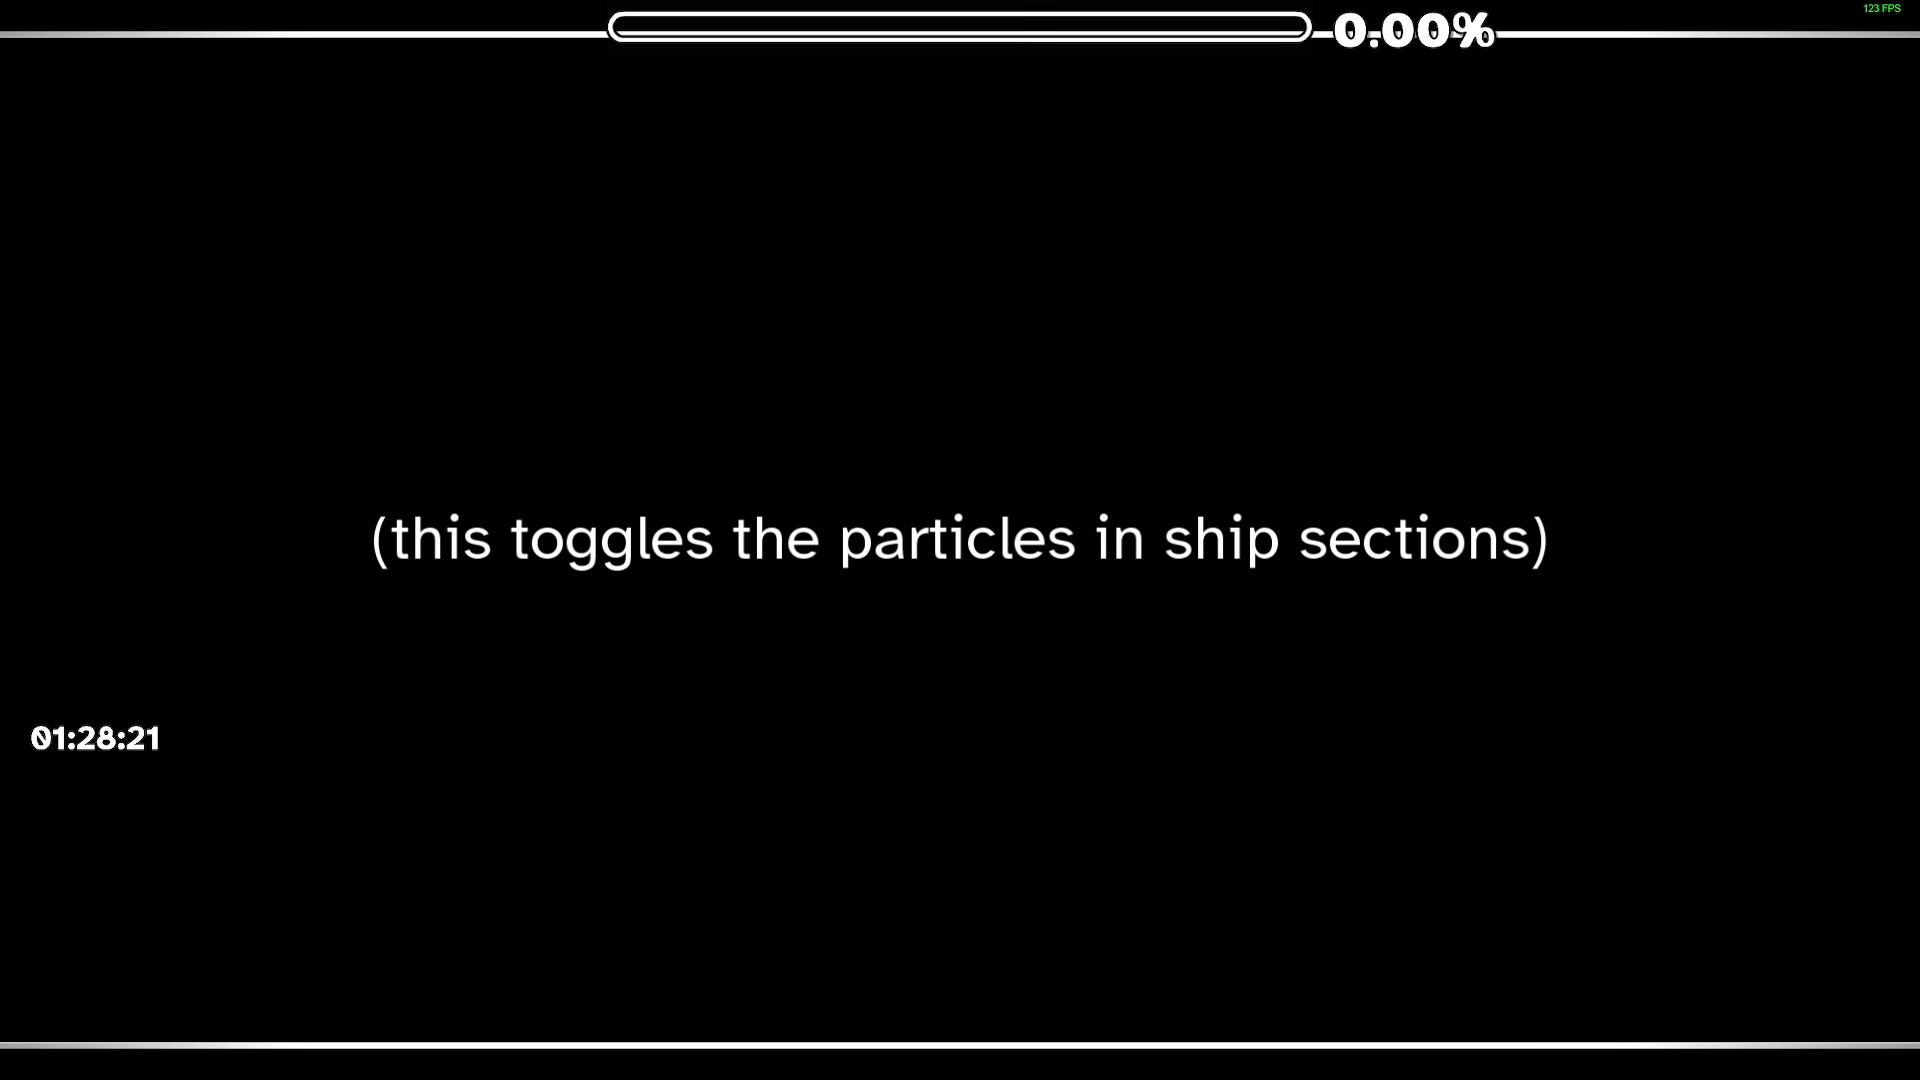 123 FPS
0.00%
(this toggles the particles in ship sections)
01:28:21